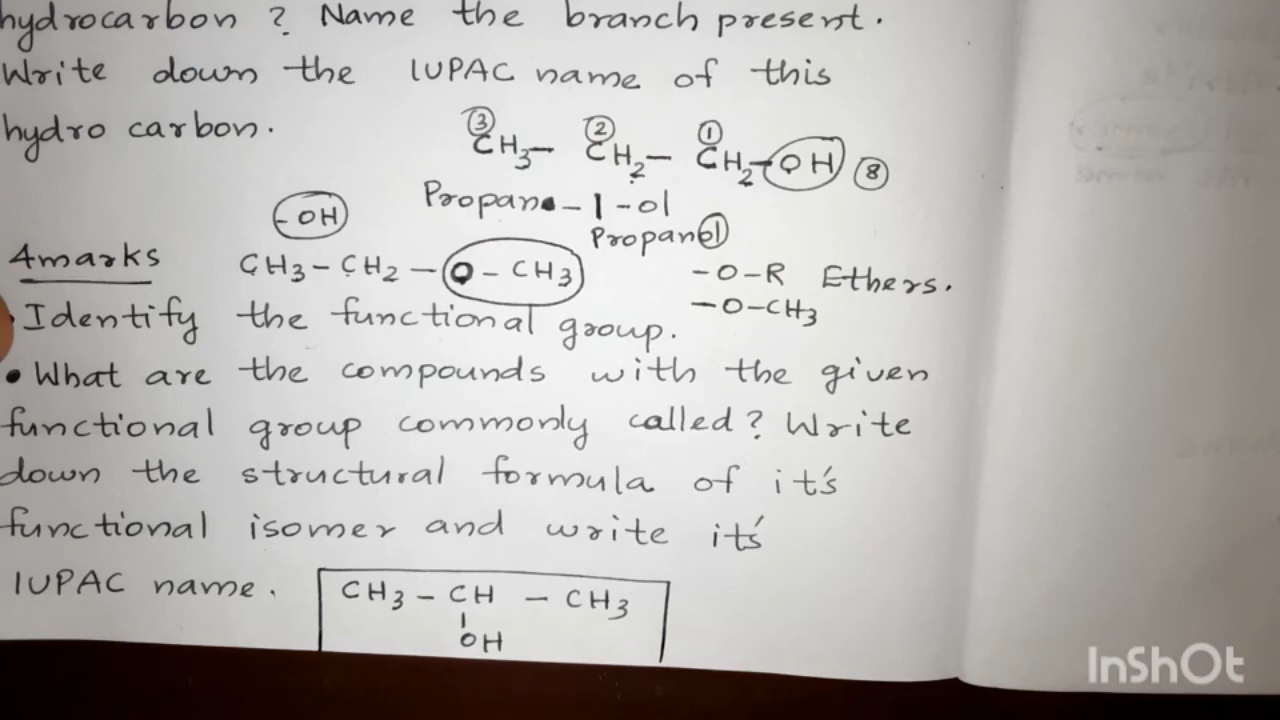 hydrocarbon ? Name the branch present.
Write down the IUPAC name of this
hydro carbon.
③ ② ①
CH3– CH2– CH2–OH ⑧
Propane – 1 – ol
–OH
Propanol
4marks CH3 – CH2 – O – CH3 –O–R Ethers.
–O–CH3
Identify the functional group.
• What are the compounds with the given
functional group commonly called? Write
down the structural formula of it's
functional isomer and write it's
IUPAC name. CH3 – CH – CH3
OH
InShOt